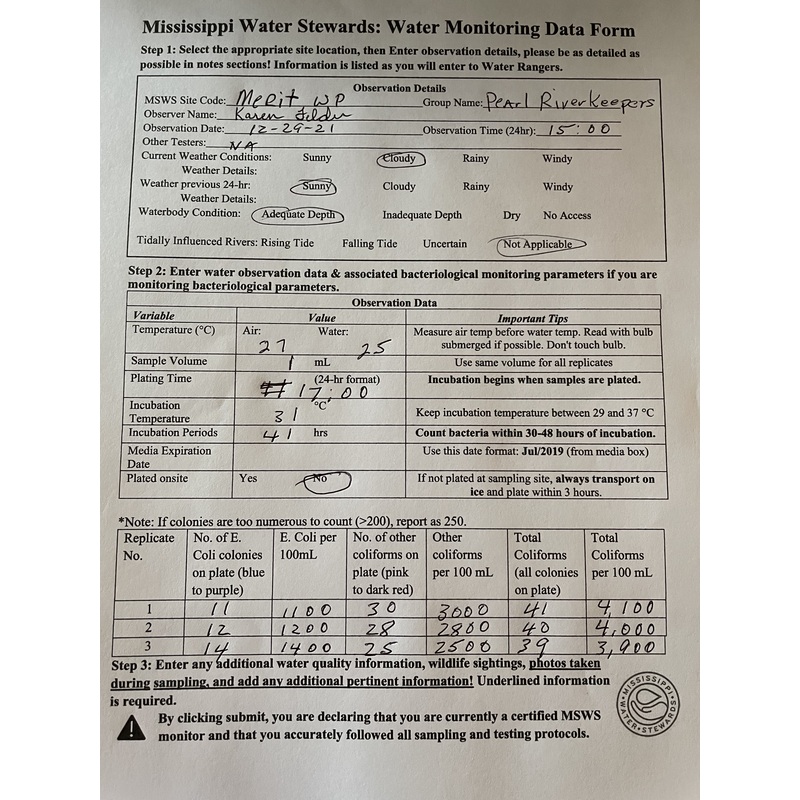 Mississippi Water Stewards: Water Monitoring Data Form
Step 1: Select the appropriate site location, then Enter observation details, please be as detailed as
possible in notes sections! Information is listed as you will enter to Water Rangers.
Observation Details
MSWS Site Code: Merit WP Group Name: Pearl RiverKeepers
Observer Name: Karen
Observation Date: 12-29-21 Observation Time (24hr): 15:00
Other Testers: NA
Current Weather Conditions: Sunny Cloudy Rainy Windy
Weather Details:
Weather previous 24-hr: Sunny Cloudy Rainy Windy
Weather Details:
Waterbody Condition: Adequate Depth Inadequate Depth Dry No Access
Tidally Influenced Rivers: Rising Tide Falling Tide Uncertain Not Applicable
Step 2: Enter water observation data & associated bacteriological monitoring parameters if you are
monitoring bacteriological parameters.
Observation Data
Variable Value Important Tips
Temperature (°C) Air: 27 Water: 25 Measure air temp before water temp. Read with bulb
submerged if possible. Don't touch bulb.
Sample Volume 1 mL Use same volume for all replicates
Plating Time (24-hr format) Incubation begins when samples are plated.
17:00
Incubation °C
Temperature 31 Keep incubation temperature between 29 and 37 °C
Incubation Periods 41 hrs Count bacteria within 30-48 hours of incubation.
Media Expiration Use this date format: Jul/2019 (from media box)
Date
Plated onsite Yes No If not plated at sampling site, always transport on
ice and plate within 3 hours.
*Note: If colonies are too numerous to count (>200), report as 250.
Replicate No. of E. E. Coli per No. of other Other Total Total
No. Coli colonies 100mL coliforms on coliforms Coliforms Coliforms
on plate (blue plate (pink per 100 mL (all colonies per 100 mL
to purple) to dark red) on plate)
1 11 1100 30 3000 41 4,100
2 12 1200 28 2800 40 4,000
3 14 1400 25 2500 39 3,900
Step 3: Enter any additional water quality information, wildlife sightings, photos taken
during sampling, and add any additional pertinent information! Underlined information
is required.
By clicking submit, you are declaring that you are currently a certified MSWS
monitor and that you accurately followed all sampling and testing protocols.
MISSISSIPPI
WATER STEWARDS